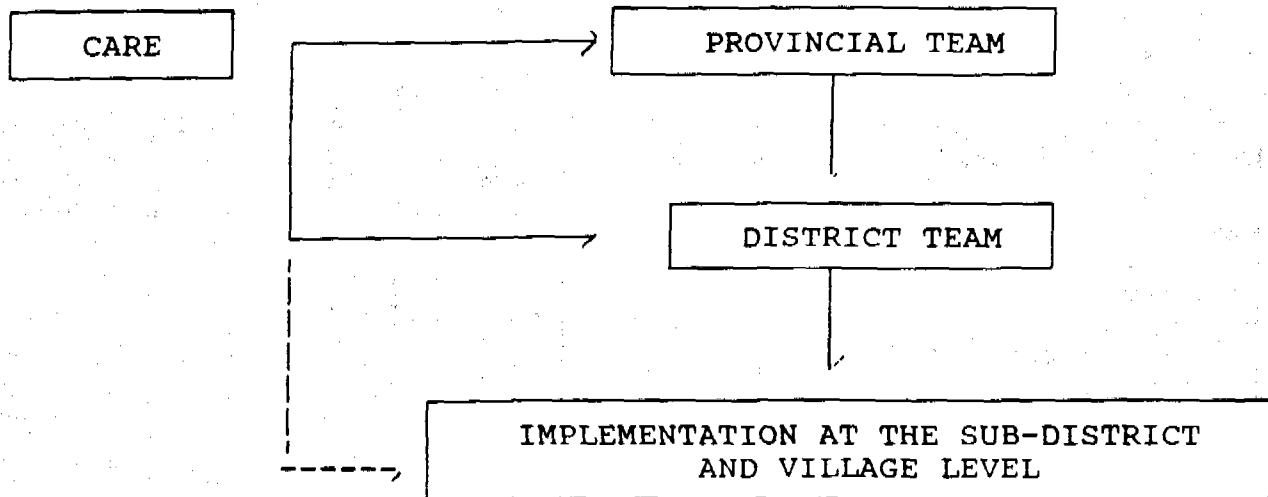 CARE
PROVINCIAL TEAM
DISTRICT TEAM
IMPLEMENTATION AT THE SUB-DISTRICT
AND VILLAGE LEVEL